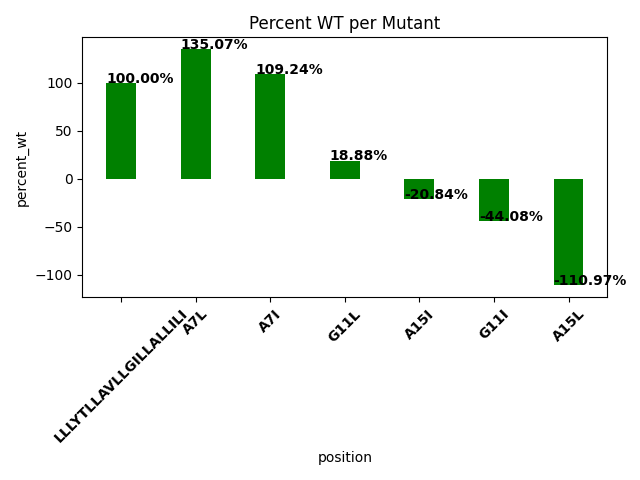 Percent WT per Mutant
percent_wt
100
50
0
−50
−100
100.00%
135.07%
109.24%
18.88%
-20.84%
-44.08%
-110.97%
LLLYTLLAVLLGILLALLILI
A7L
A7I
G11L
A15I
G11I
A15L
position